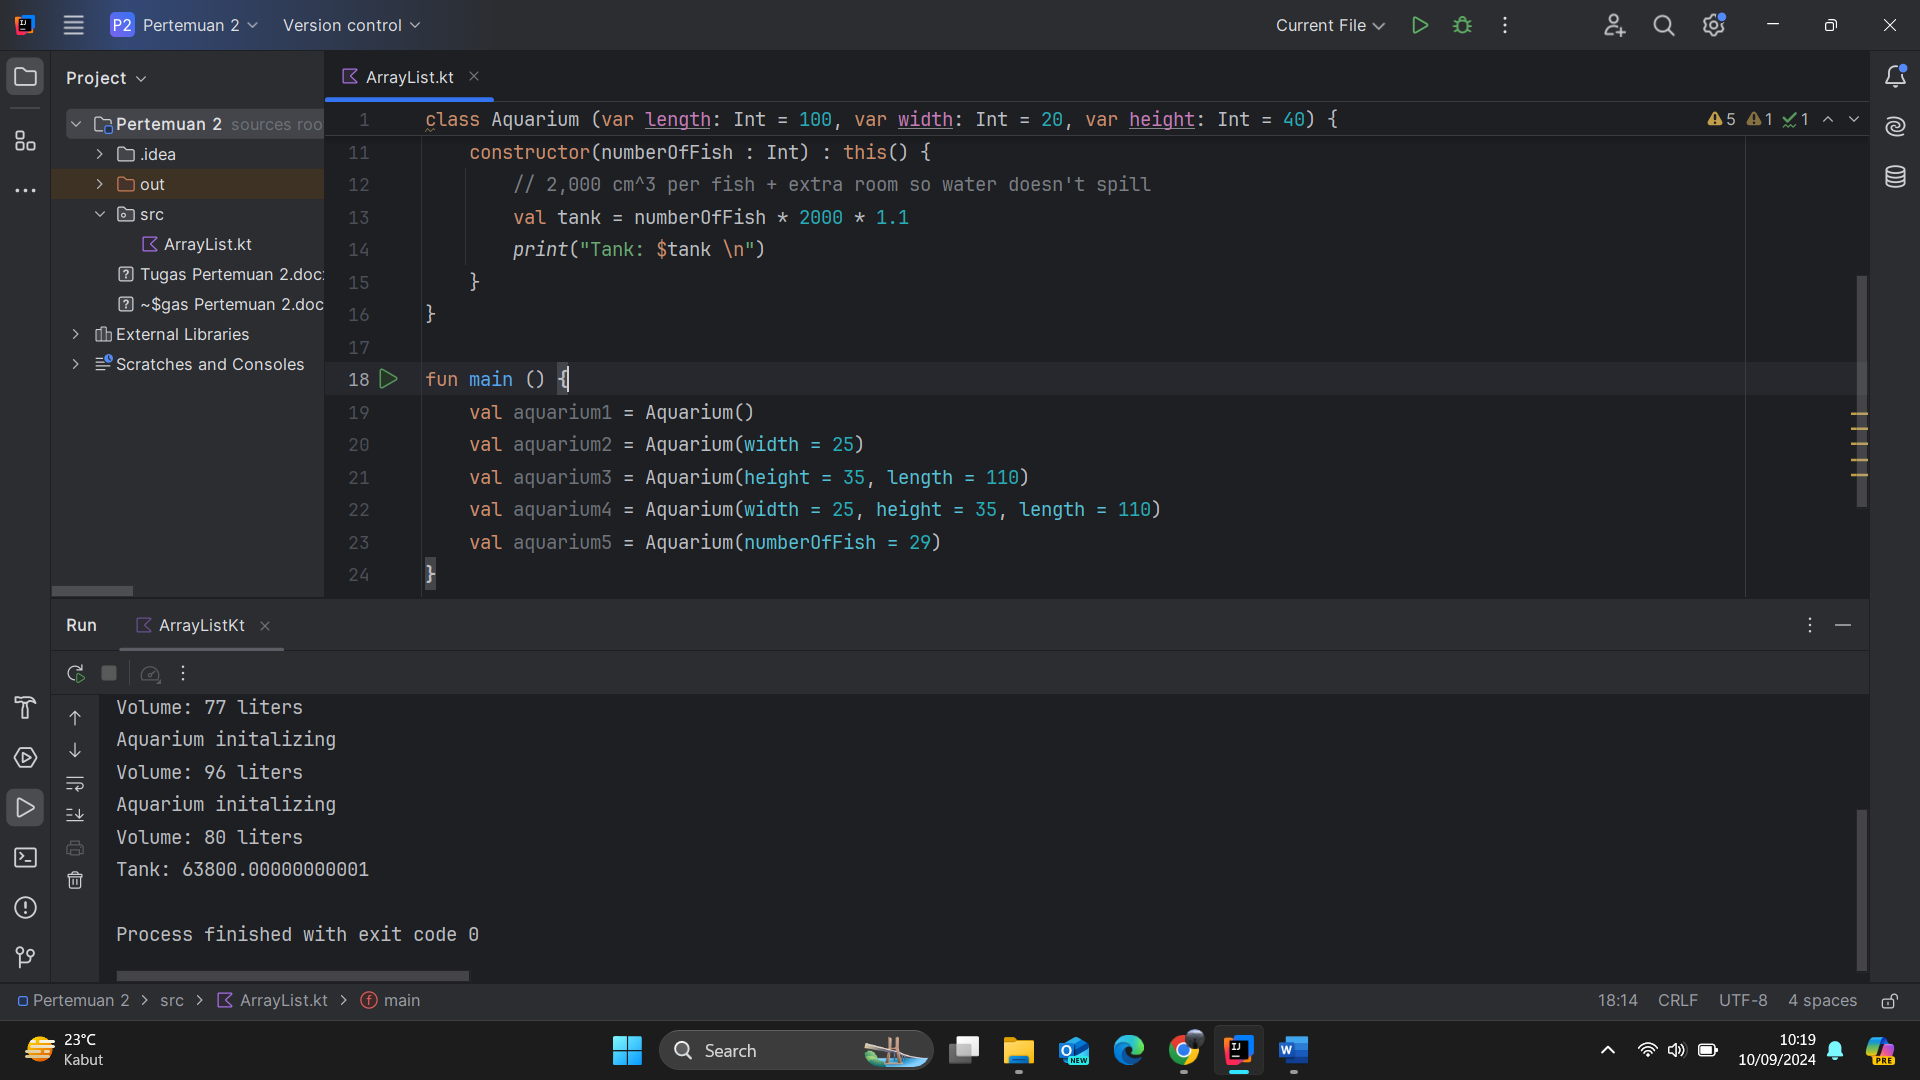 P2 Pertemuan 2 Version control Current File
Project
ArrayList.kt
Pertemuan 2 sources roo
.idea
out
src
ArrayList.kt
Tugas Pertemuan 2.doc
~$gas Pertemuan 2.doc
External Libraries
Scratches and Consoles
1 class Aquarium (var length: Int = 100, var width: Int = 20, var height: Int = 40) {
5 1 1
11 constructor(numberOfFish : Int) : this() {
12 // 2,000 cm^3 per fish + extra room so water doesn't spill
13 val tank = numberOfFish * 2000 * 1.1
14 print("Tank: $tank \n")
15 }
16 }
17
18 fun main () {
19 val aquarium1 = Aquarium()
20 val aquarium2 = Aquarium(width = 25)
21 val aquarium3 = Aquarium(height = 35, length = 110)
22 val aquarium4 = Aquarium(width = 25, height = 35, length = 110)
23 val aquarium5 = Aquarium(numberOfFish = 29)
24 }
Run ArrayListKt
Volume: 77 liters
Aquarium initalizing
Volume: 96 liters
Aquarium initalizing
Volume: 80 liters
Tank: 63800.00000000001
Process finished with exit code 0
Pertemuan 2 > src > ArrayList.kt > main
18:14 CRLF UTF-8 4 spaces
23°C
Kabut
Search
10:19
10/09/2024